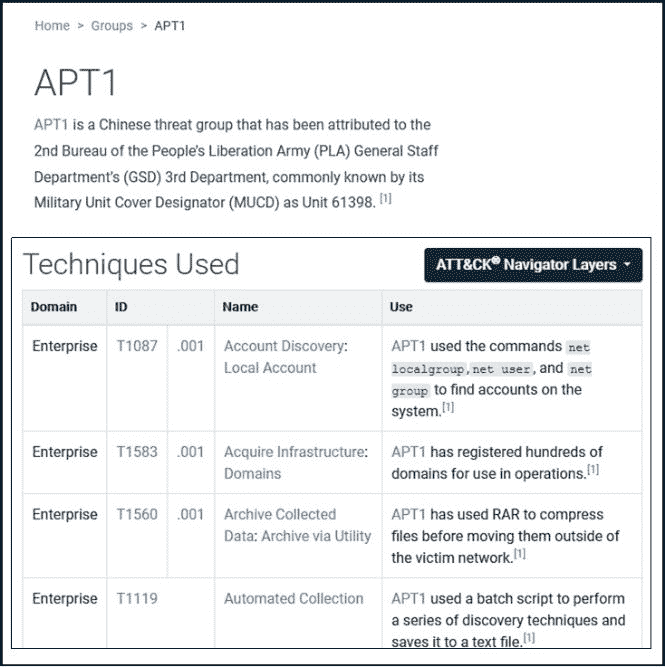 Home > Groups > APT1
APT1
APT1 is a Chinese threat group that has been attributed to the
2nd Bureau of the People's Liberation Army (PLA) General Staff
Department's (GSD) 3rd Department, commonly known by its
Military Unit Cover Designator (MUCD) as Unit 61398. [1]
Techniques Used
ATT&CK® Navigator Layers
Domain ID Name Use
Enterprise T1087 .001 Account Discovery: APT1 used the commands net
Local Account localgroup,net user, and net
group to find accounts on the
system.[1]
Enterprise T1583 .001 Acquire Infrastructure: APT1 has registered hundreds of
Domains domains for use in operations.[1]
Enterprise T1560 .001 Archive Collected APT1 has used RAR to compress
Data: Archive via Utility files before moving them outside of
the victim network.[1]
Enterprise T1119 Automated Collection APT1 used a batch script to perform
a series of discovery techniques and
saves it to a text file.[1]